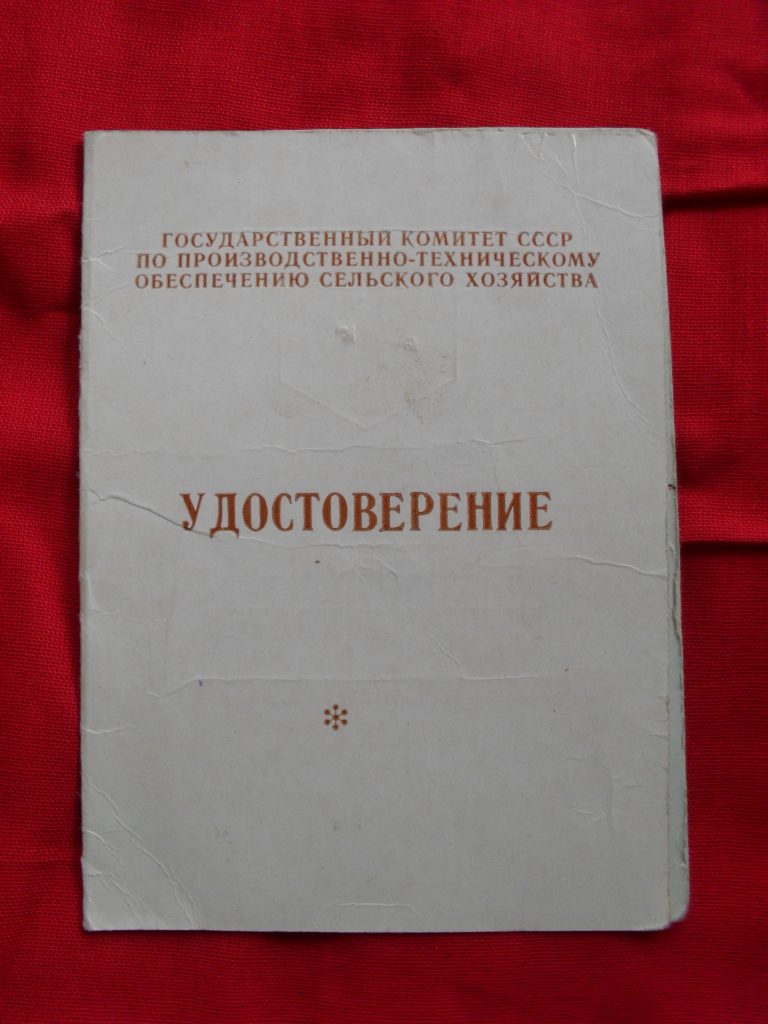 ГОСУДАРСТВЕННЫЙ КОМИТЕТ СССР
ПО ПРОИЗВОДСТВЕННО-ТЕХНИЧЕСКОМУ
ОБЕСПЕЧЕНИЮ СЕЛЬСКОГО ХОЗЯЙСТВА
УДОСТОВЕРЕНИЕ